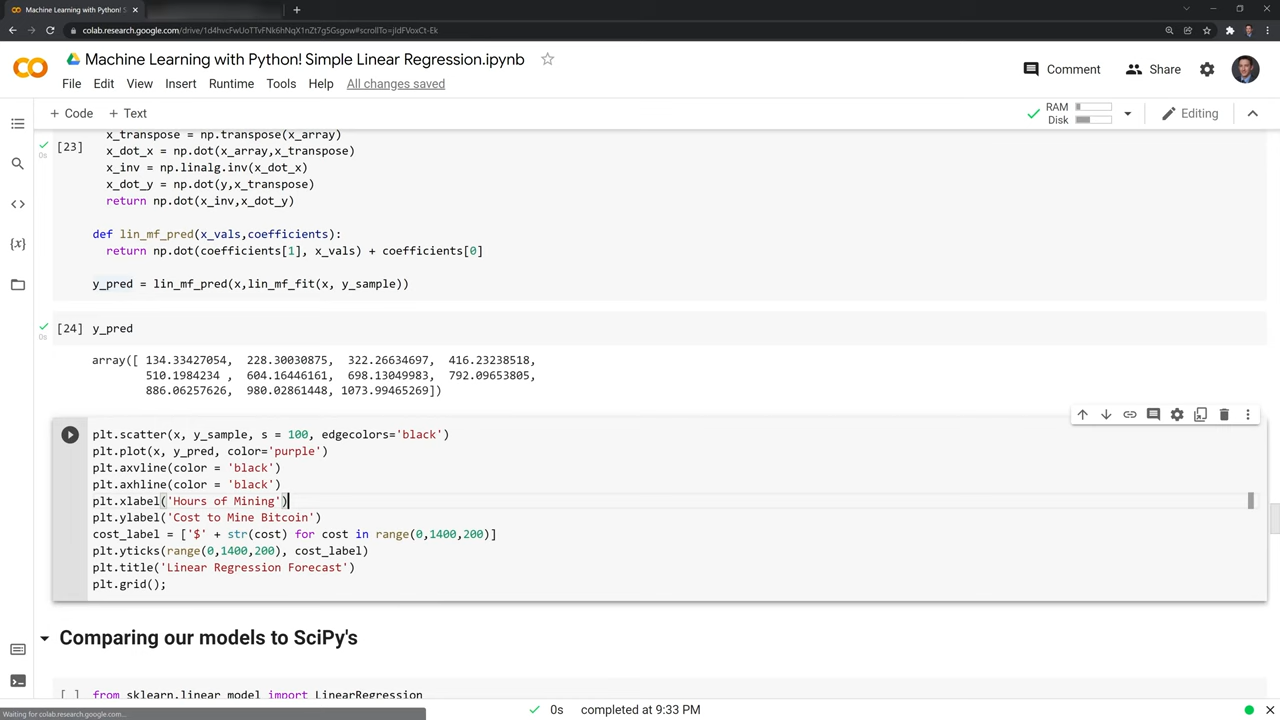 Machine Learning with Python! Sim
colab.research.google.com/drive/1d4hvcFwUoTTvFNk6hNqX1nZt7g5Gsgow#scrollTo=jIdFVoxCt-Ek
Machine Learning with Python! Simple Linear Regression.ipynb
Comment
Share
File Edit View Insert Runtime Tools Help All changes saved
+ Code + Text
RAM
Disk
Editing
x_transpose = np.transpose(x_array)
[23]
x_dot_x = np.dot(x_array,x_transpose)
x_inv = np.linalg.inv(x_dot_x)
x_dot_y = np.dot(y,x_transpose)
return np.dot(x_inv,x_dot_y)
def lin_mf_pred(x_vals,coefficients):
return np.dot(coefficients[1], x_vals) + coefficients[0]
y_pred = lin_mf_pred(x,lin_mf_fit(x, y_sample))
0s
[24] y_pred
0s
array([ 134.33427054, 228.30030875, 322.26634697, 416.23238518,
510.1984234 , 604.16446161, 698.13049983, 792.09653805,
886.06257626, 980.02861448, 1073.99465269])
plt.scatter(x, y_sample, s = 100, edgecolors='black')
plt.plot(x, y_pred, color='purple')
plt.axvline(color = 'black')
plt.axhline(color = 'black')
plt.xlabel('Hours of Mining')
plt.ylabel('Cost to Mine Bitcoin')
cost_label = ['$' + str(cost) for cost in range(0,1400,200)]
plt.yticks(range(0,1400,200), cost_label)
plt.title('Linear Regression Forecast')
plt.grid();
Comparing our models to SciPy's
[ ] from sklearn.linear_model import LinearRegression
Waiting for colab.research.google.com...
0s completed at 9:33 PM